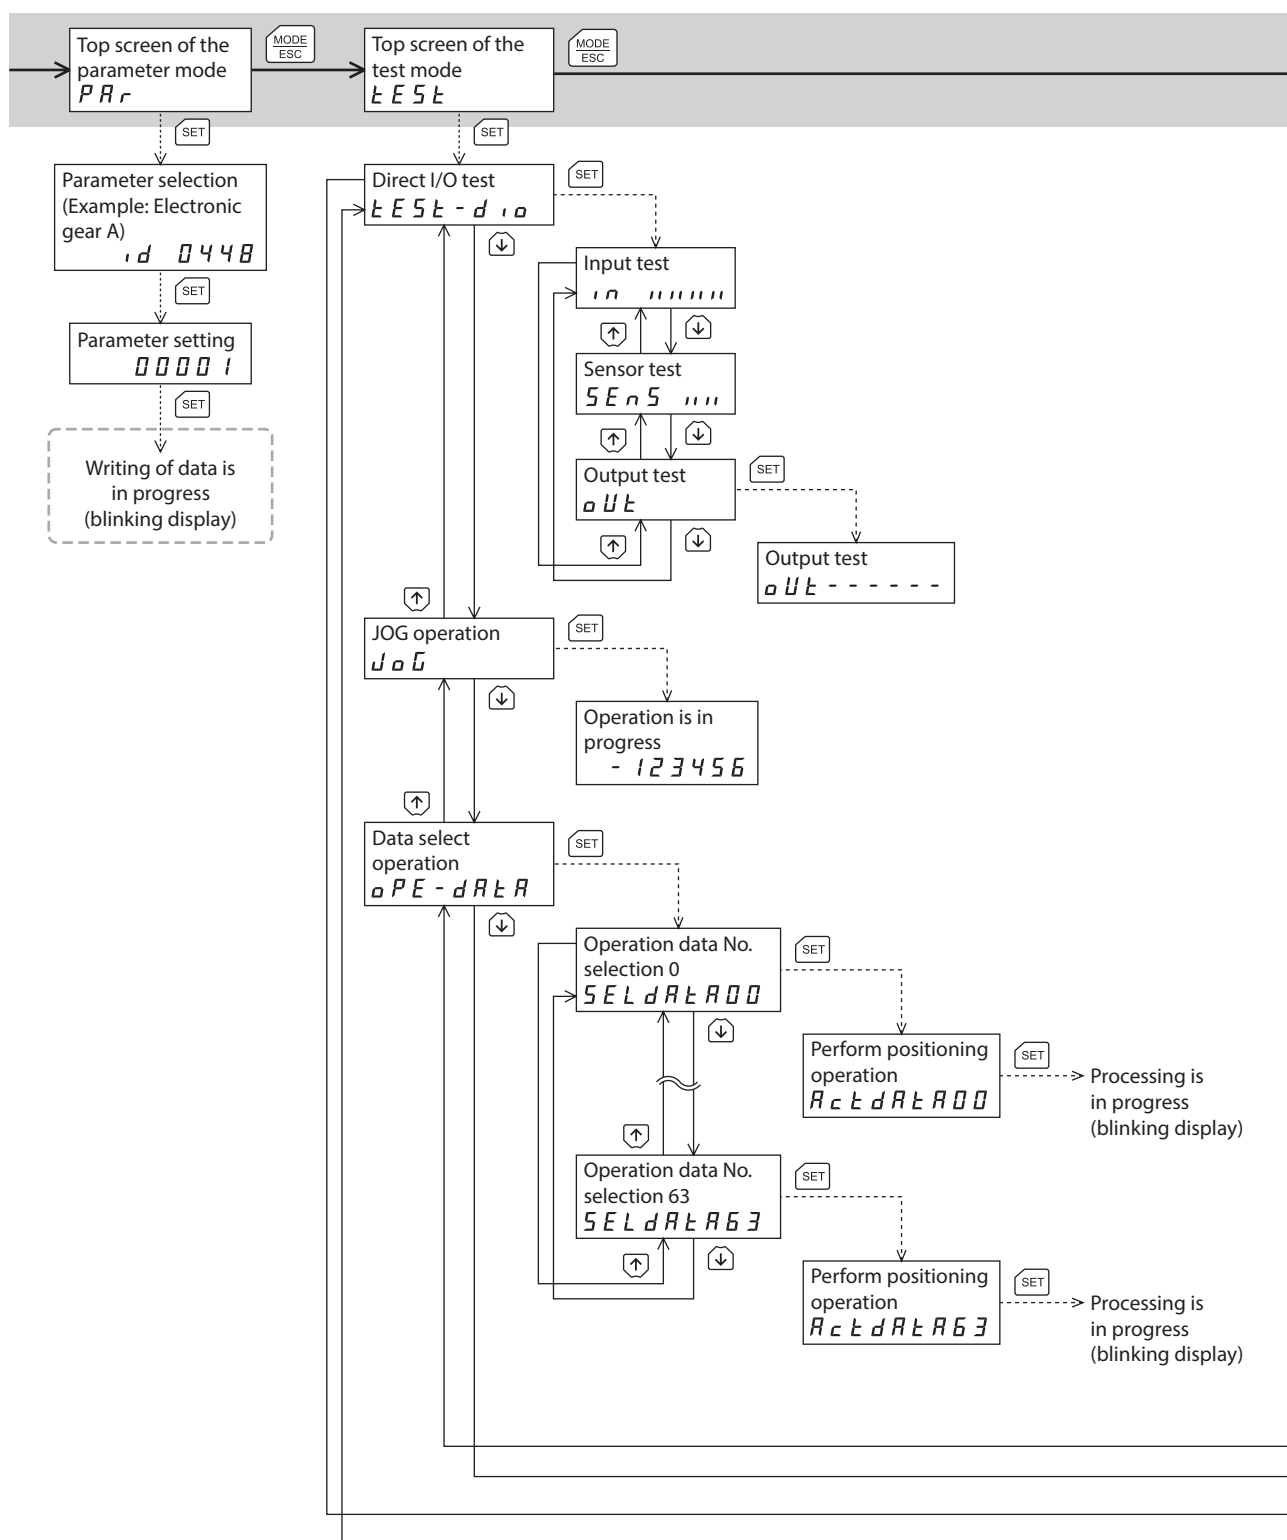 Top screen of the
parameter mode
PAr
MODE
ESC
Top screen of the
test mode
tESt
MODE
ESC
SET
SET
Parameter selection
(Example: Electronic
gear A)
id 0448
Direct I/O test
tESt-dio
SET
↓
Input test
in ıııııııı
SET
Parameter setting
00001
↑
↓
Sensor test
SEnS ıııı
SET
↑
↓
Writing of data is
in progress
(blinking display)
Output test
oUt
SET
↑
↓
Output test
oUt------
↑
JOG operation
JoG
SET
↓
Operation is in
progress
-123456
↑
Data select
operation
oPE-dAtA
SET
↓
Operation data No.
selection 0
SELdAtA00
SET
↓
Perform positioning
operation
ActdAtA00
SET
Processing is
in progress
(blinking display)
↑
Operation data No.
selection 63
SELdAtA63
SET
↑
↓
Perform positioning
operation
ActdAtA63
SET
Processing is
in progress
(blinking display)